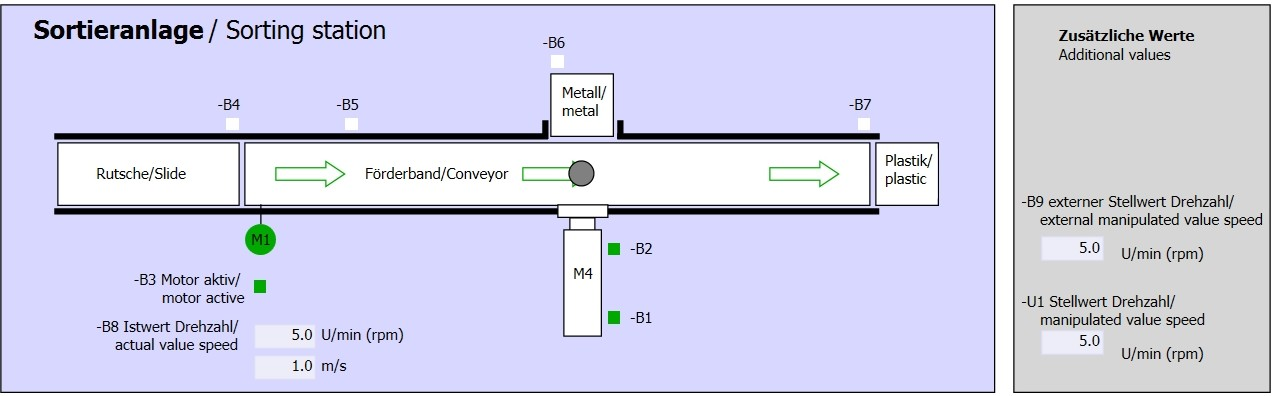 Sortieranlage / Sorting station
-B6
Metall/
metal
-B4
-B5
-B7
Rutsche/Slide
Förderband/Conveyor
Plastik/
plastic
M1
-B3 Motor aktiv/
motor active
-B8 Istwert Drehzahl/
actual value speed
5.0 U/min (rpm)
1.0 m/s
M4
-B2
-B1
Zusätzliche Werte
Additional values
-B9 externer Stellwert Drehzahl/
external manipulated value speed
5.0 U/min (rpm)
-U1 Stellwert Drehzahl/
manipulated value speed
5.0 U/min (rpm)